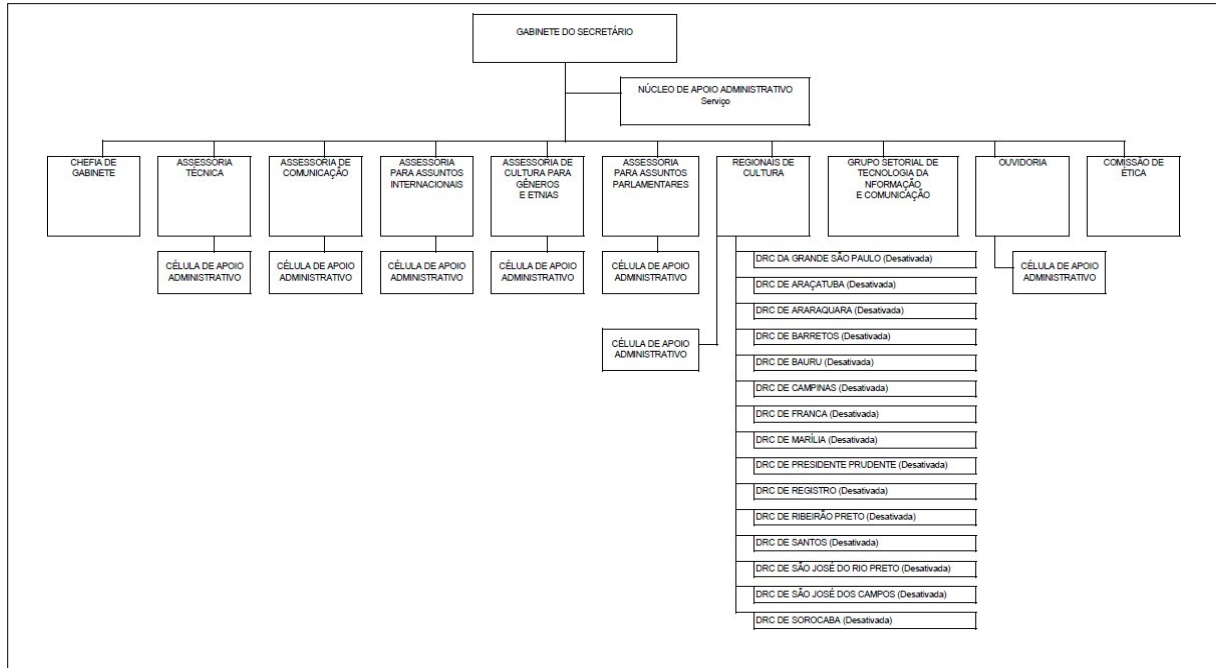 GABINETE DO SECRETÁRIO
NÚCLEO DE APOIO ADMINISTRATIVO
Serviço
CHEFIA DE
GABINETE
ASSESSORIA
TÉCNICA
ASSESSORIA DE
COMUNICAÇÃO
ASSESSORIA
PARA ASSUNTOS
INTERNACIONAIS
ASSESSORIA DE
CULTURA PARA
GÊNEROS
E ETNIAS
ASSESSORIA
PARA ASSUNTOS
PARLAMENTARES
REGIONAIS DE
CULTURA
GRUPO SETORIAL DE
TECNOLOGIA DA
NFORMAÇÃO
E COMUNICAÇÃO
OUVIDORIA
COMISSÃO DE
ÉTICA
CÉLULA DE APOIO
ADMINISTRATIVO
CÉLULA DE APOIO
ADMINISTRATIVO
CÉLULA DE APOIO
ADMINISTRATIVO
CÉLULA DE APOIO
ADMINISTRATIVO
CÉLULA DE APOIO
ADMINISTRATIVO
CÉLULA DE APOIO
ADMINISTRATIVO
CÉLULA DE APOIO
ADMINISTRATIVO
DRC DA GRANDE SÃO PAULO (Desativada)
DRC DE ARAÇATUBA (Desativada)
DRC DE ARARAQUARA (Desativada)
DRC DE BARRETOS (Desativada)
DRC DE BAURU (Desativada)
DRC DE CAMPINAS (Desativada)
DRC DE FRANCA (Desativada)
DRC DE MARÍLIA (Desativada)
DRC DE PRESIDENTE PRUDENTE (Desativada)
DRC DE REGISTRO (Desativada)
DRC DE RIBEIRÃO PRETO (Desativada)
DRC DE SANTOS (Desativada)
DRC DE SÃO JOSÉ DO RIO PRETO (Desativada)
DRC DE SÃO JOSÉ DOS CAMPOS (Desativada)
DRC DE SOROCABA (Desativada)